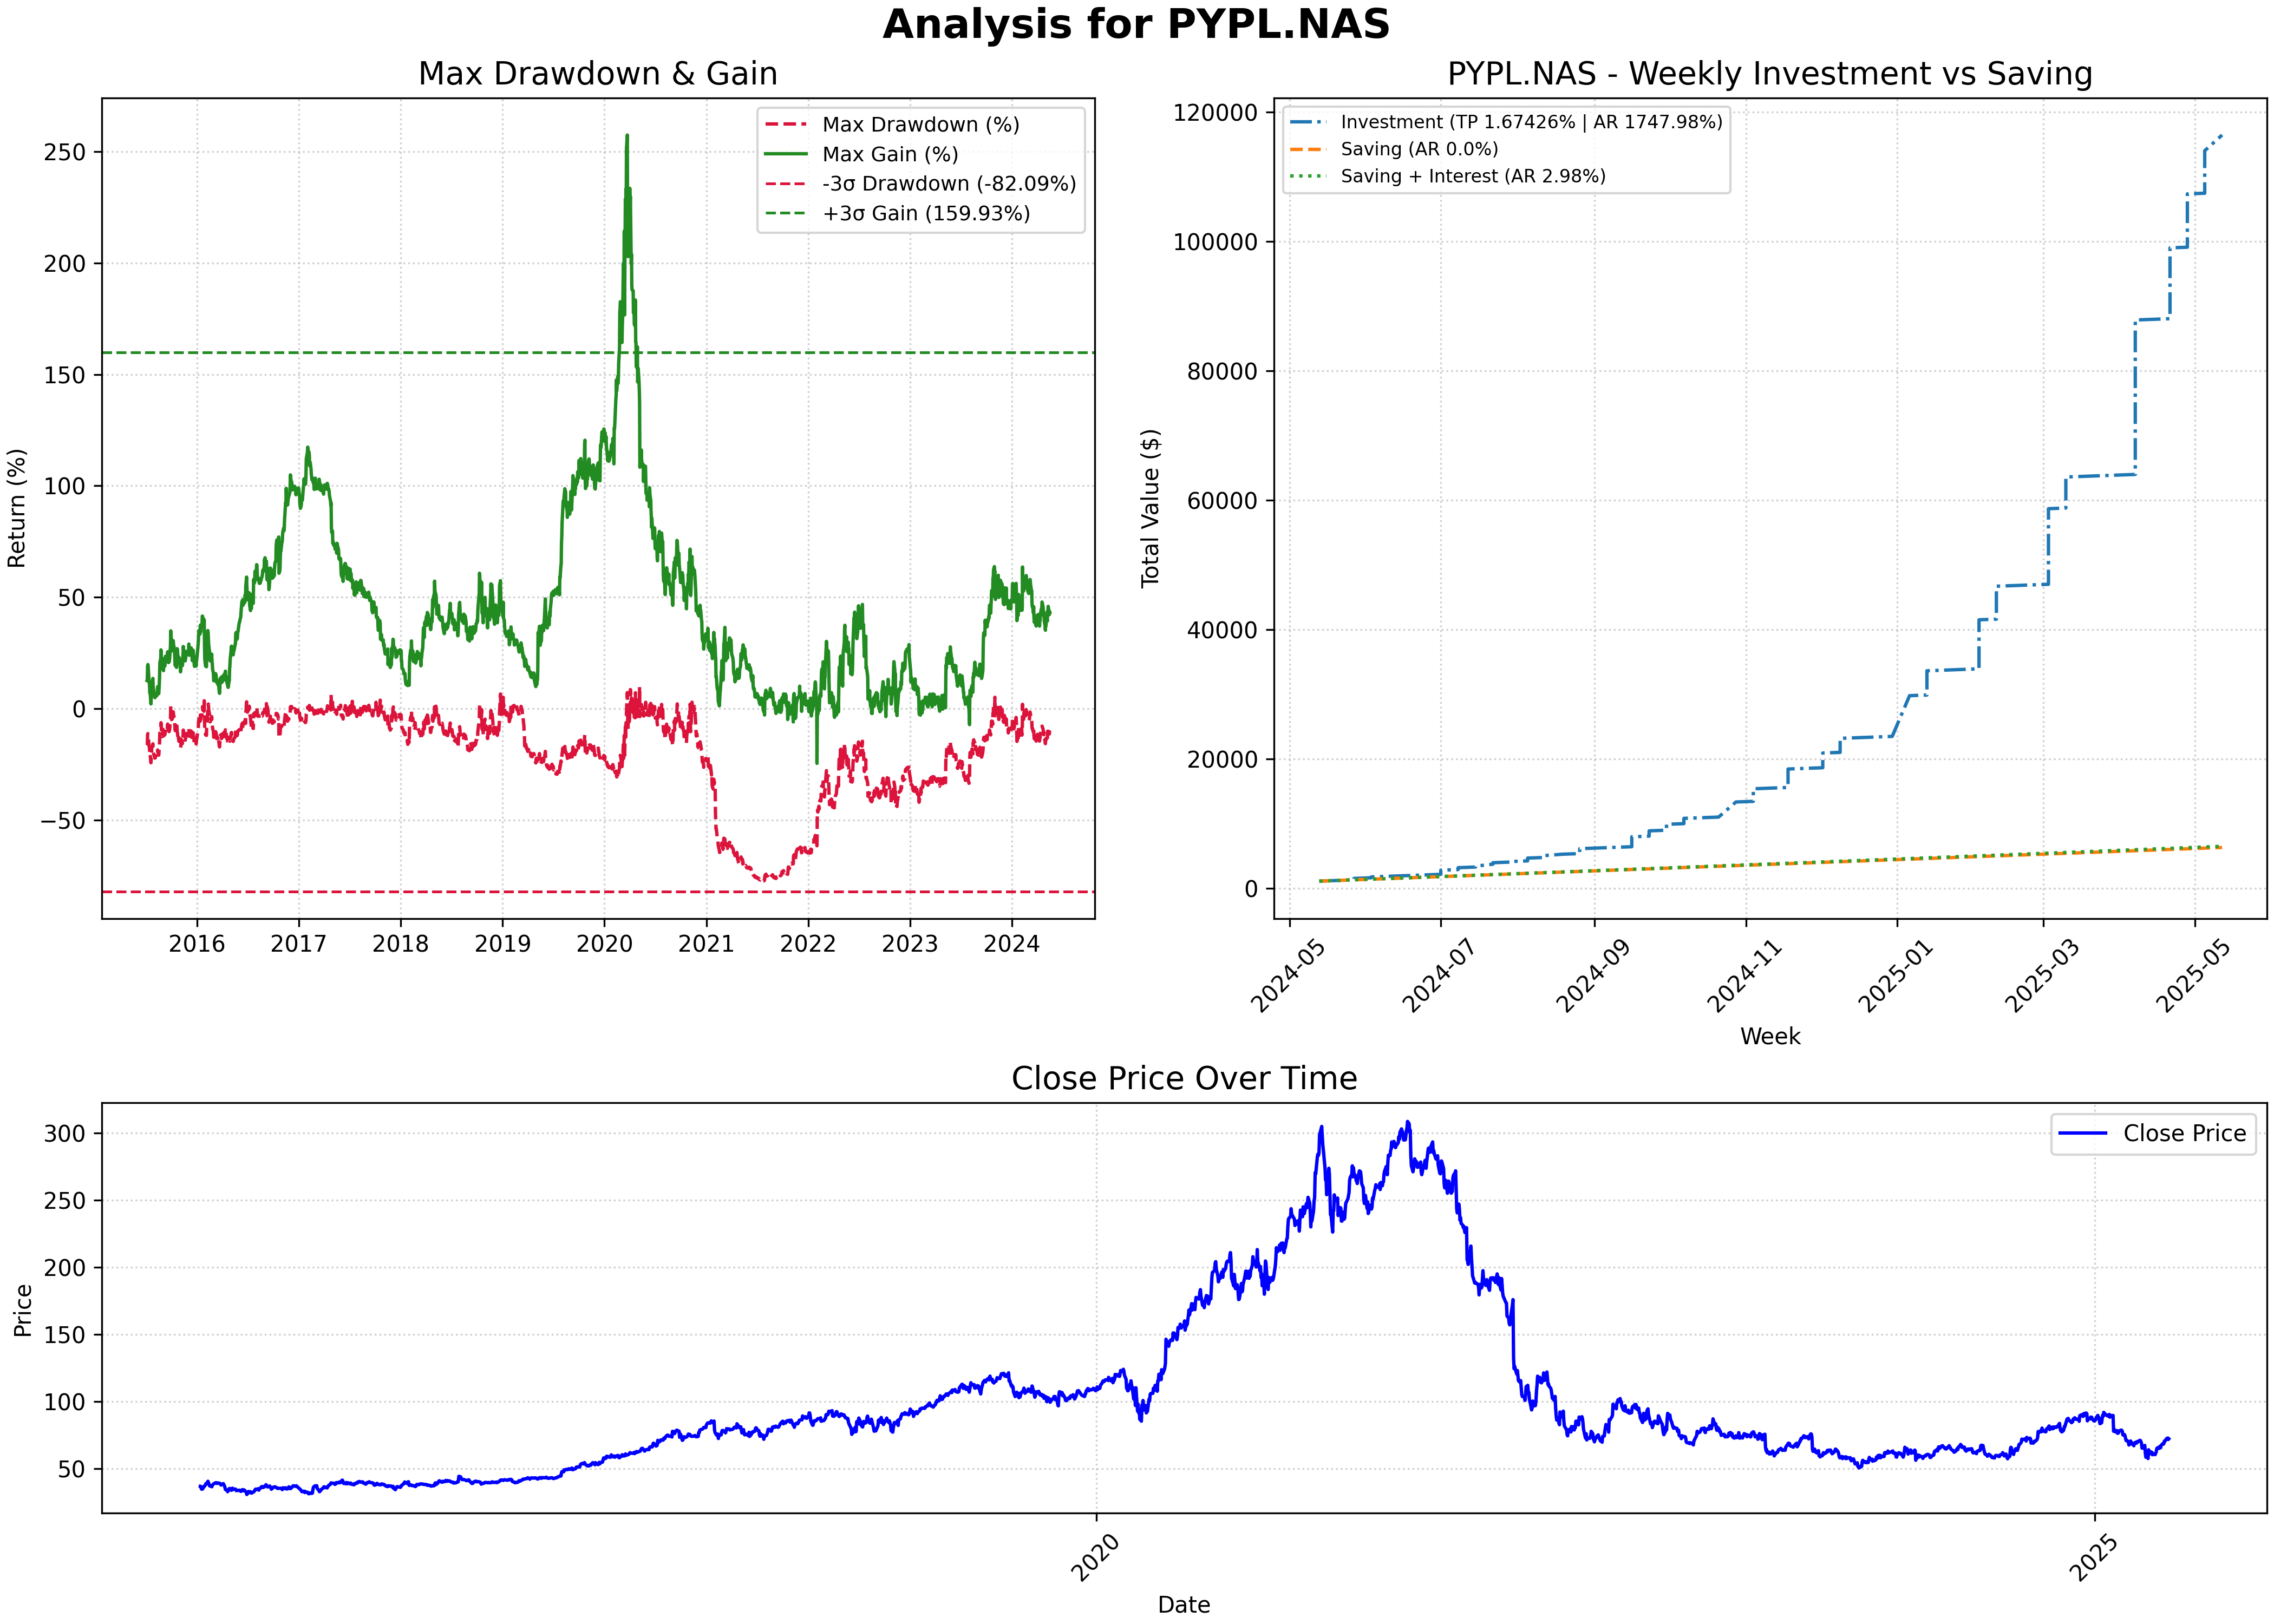 Analysis for PYPL.NAS
Max Drawdown & Gain
Return (%)
250
200
150
100
50
0
−50
Max Drawdown (%)
Max Gain (%)
-3σ Drawdown (-82.09%)
+3σ Gain (159.93%)
2016 2017 2018 2019 2020 2021 2022 2023 2024
PYPL.NAS - Weekly Investment vs Saving
Total Value ($)
120000
100000
80000
60000
40000
20000
0
Investment (TP 1.67426% | AR 1747.98%)
Saving (AR 0.0%)
Saving + Interest (AR 2.98%)
2024-05 2024-07 2024-09 2024-11 2025-01 2025-03 2025-05
Week
Close Price Over Time
Price
300
250
200
150
100
50
Close Price
2020 2025
Date